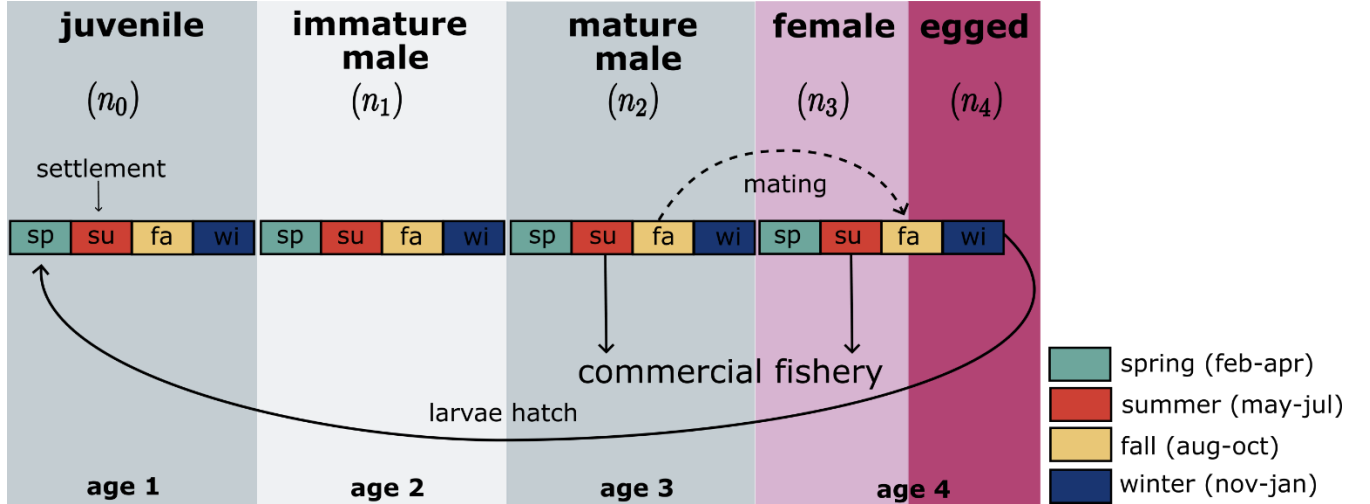 juvenile
immature
male
mature
male
female
egged
(n0)
(n1)
(n2)
(n3)
(n4)
settlement
mating
sp su fa wi
sp su fa wi
sp su fa wi
sp su fa wi
commercial fishery
larvae hatch
age 1
age 2
age 3
age 4
spring (feb-apr)
summer (may-jul)
fall (aug-oct)
winter (nov-jan)